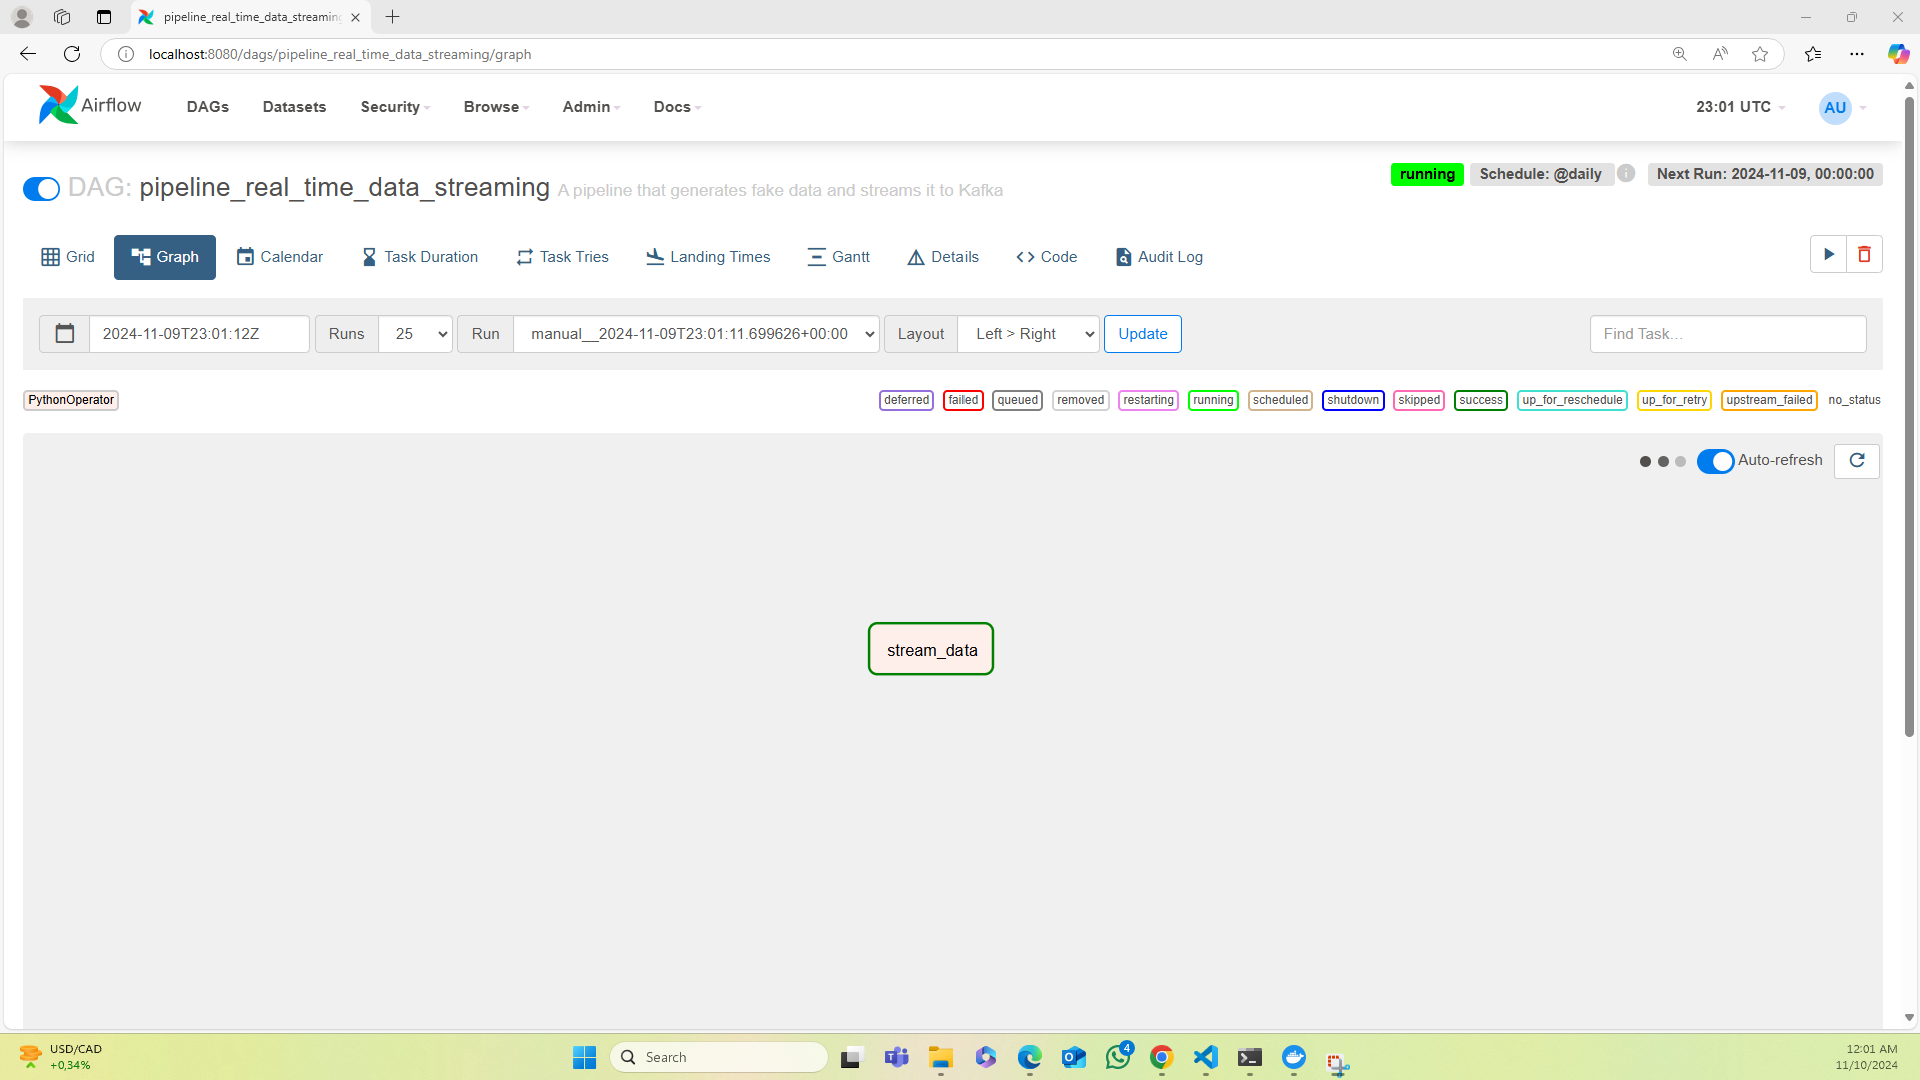 pipeline_real_time_data_streaming
localhost:8080/dags/pipeline_real_time_data_streaming/graph
Airflow DAGs Datasets Security Browse Admin Docs 23:01 UTC AU
DAG: pipeline_real_time_data_streaming A pipeline that generates fake data and streams it to Kafka
running Schedule: @daily Next Run: 2024-11-09, 00:00:00
Grid Graph Calendar Task Duration Task Tries Landing Times Gantt Details Code Audit Log
2024-11-09T23:01:12Z Runs 25 Run manual__2024-11-09T23:01:11.699626+00:00 Layout Left > Right Update Find Task...
PythonOperator deferred failed queued removed restarting running scheduled shutdown skipped success up_for_reschedule up_for_retry upstream_failed no_status
Auto-refresh
stream_data
USD/CAD
+0,34%
Search
4
12:01 AM
11/10/2024